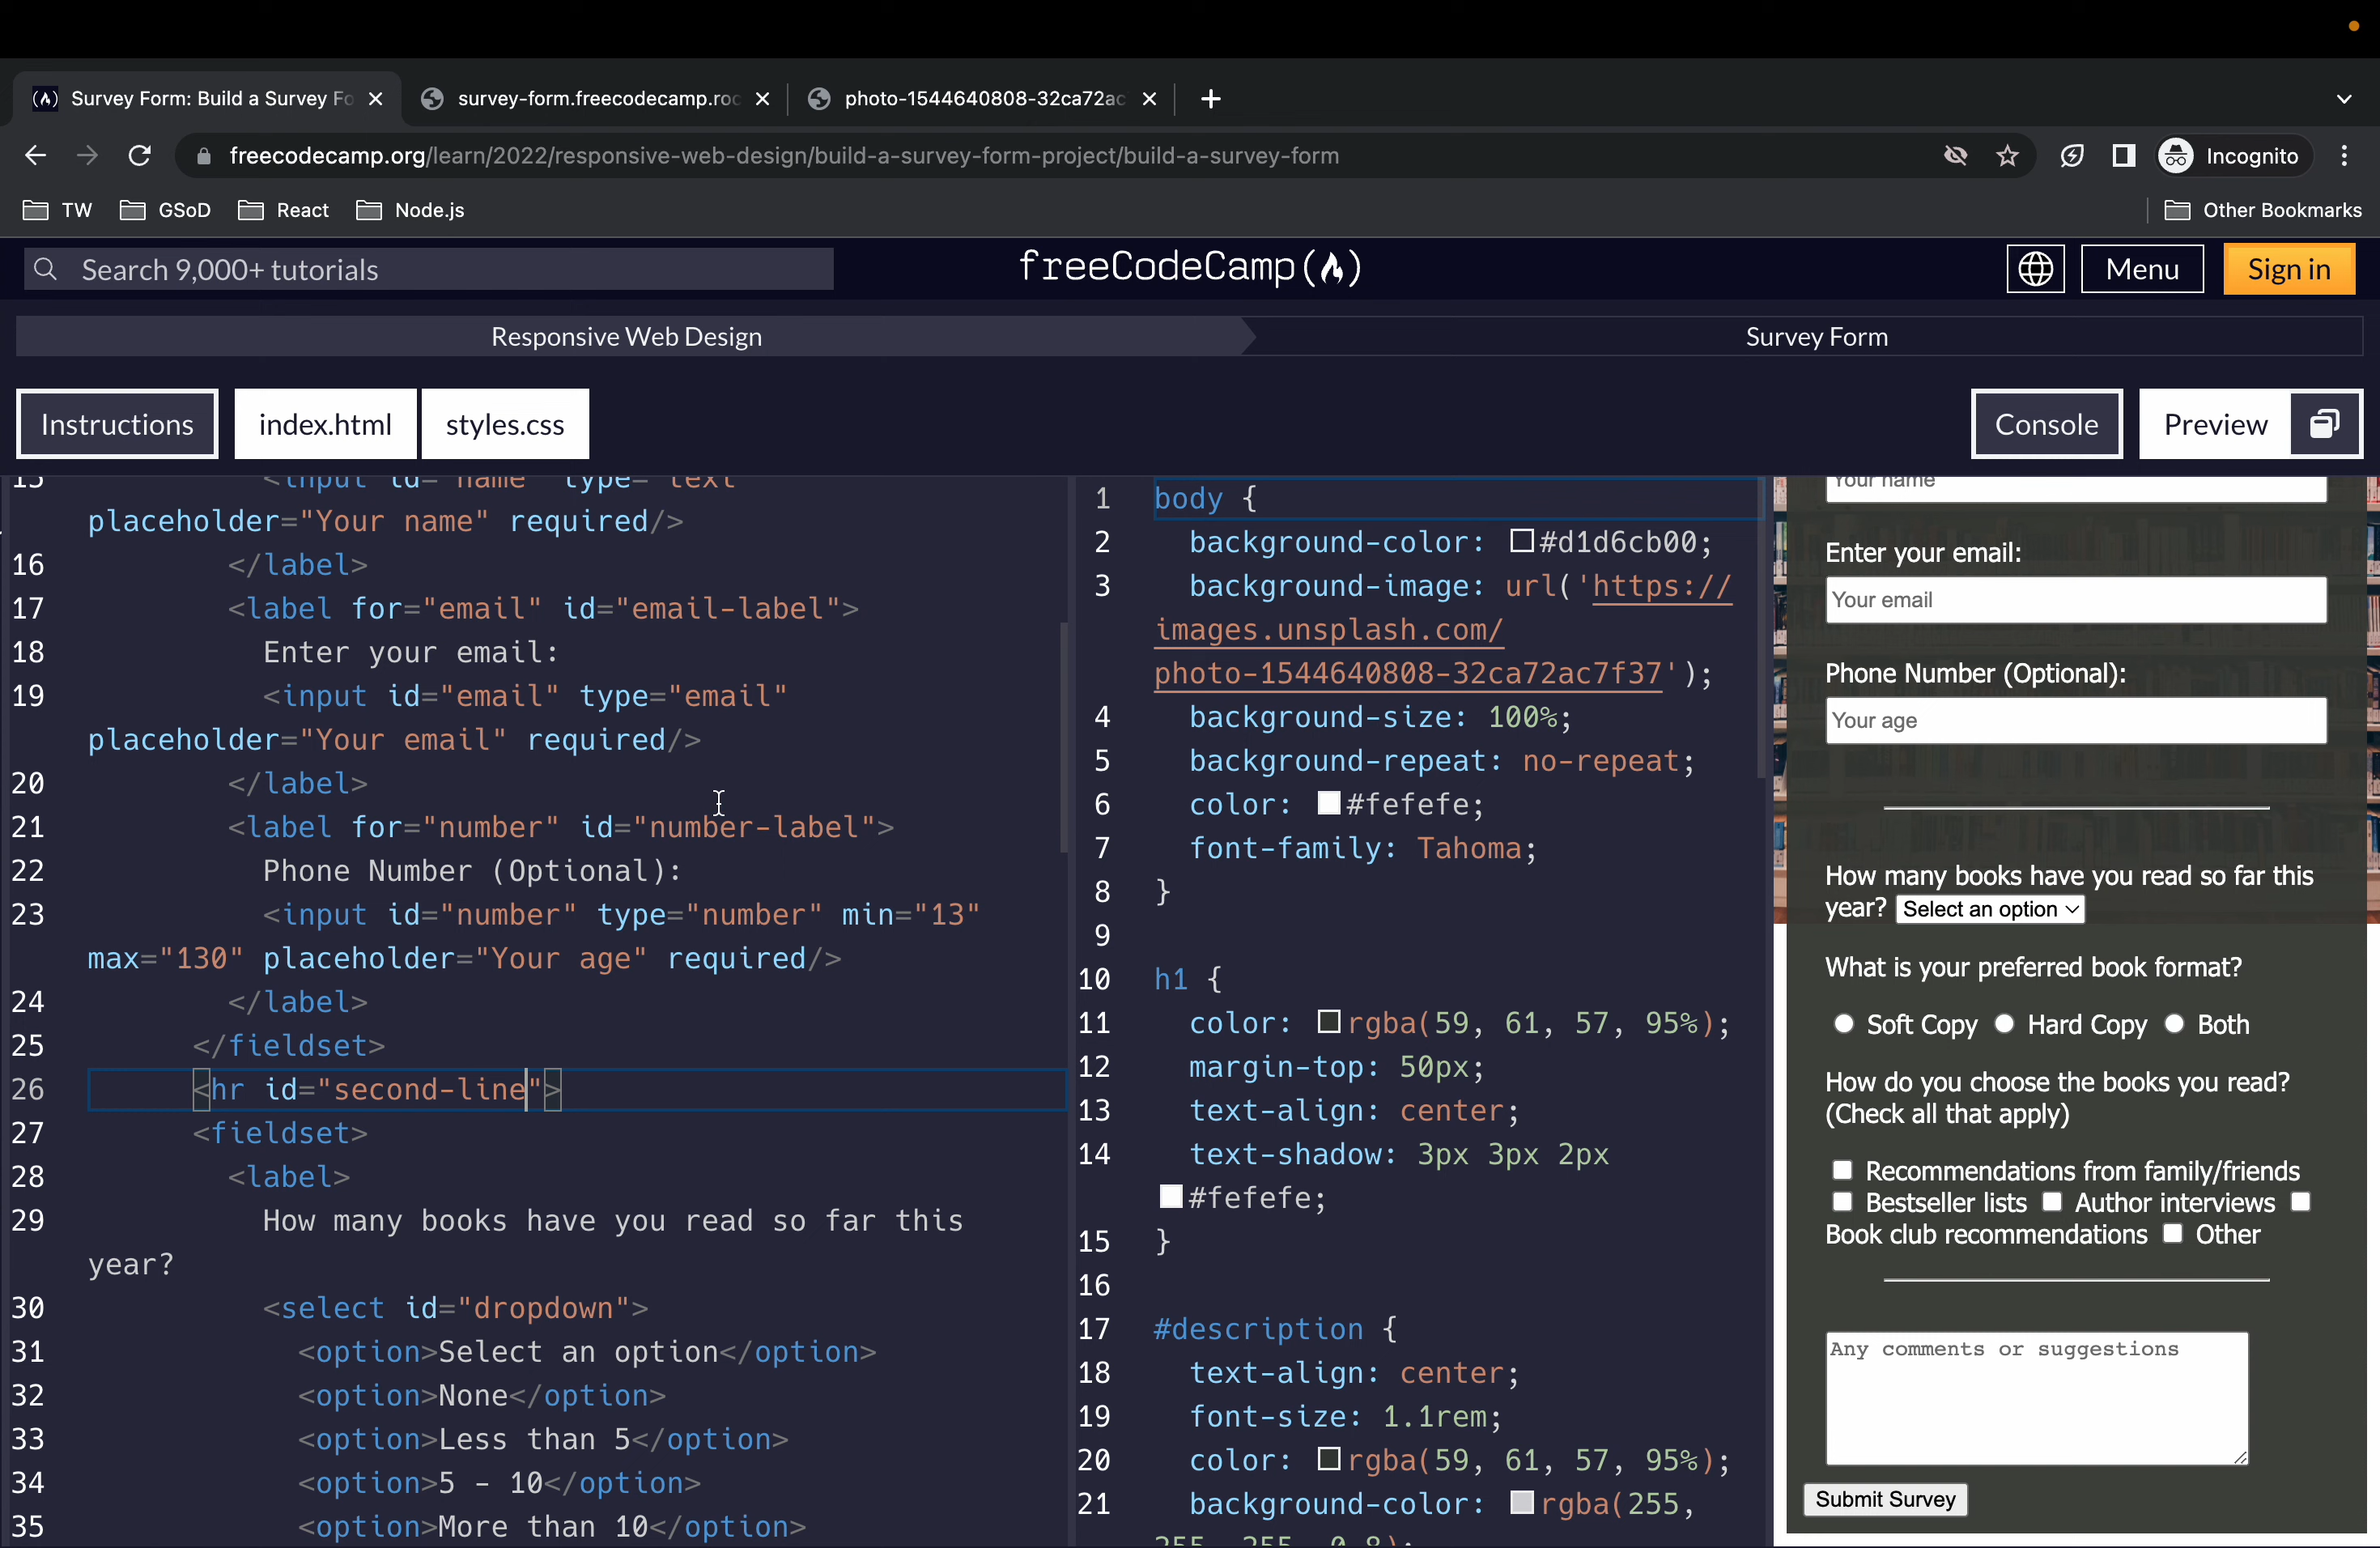 Survey Form: Build a Survey Fo
survey-form.freecodecamp.roc
photo-1544640808-32ca72ac
freecodecamp.org/learn/2022/responsive-web-design/build-a-survey-form-project/build-a-survey-form
Incognito
TW
GSoD
React
Node.js
Other Bookmarks
Search 9,000+ tutorials
freeCodeCamp
Menu
Sign in
Responsive Web Design
Survey Form
Instructions
index.html
styles.css
Console
Preview
15 <input id="name" type="text"
placeholder="Your name" required/>
16 </label>
17 <label for="email" id="email-label">
18 Enter your email:
19 <input id="email" type="email"
placeholder="Your email" required/>
20 </label>
21 <label for="number" id="number-label">
22 Phone Number (Optional):
23 <input id="number" type="number" min="13"
max="130" placeholder="Your age" required/>
24 </label>
25 </fieldset>
26 <hr id="second-line">
27 <fieldset>
28 <label>
29 How many books have you read so far this
year?
30 <select id="dropdown">
31 <option>Select an option</option>
32 <option>None</option>
33 <option>Less than 5</option>
34 <option>5 - 10</option>
35 <option>More than 10</option>
1 body {
2 background-color: #d1d6cb00;
3 background-image: url('https://
images.unsplash.com/
photo-1544640808-32ca72ac7f37');
4 background-size: 100%;
5 background-repeat: no-repeat;
6 color: #fefefe;
7 font-family: Tahoma;
8 }
9
10 h1 {
11 color: rgba(59, 61, 57, 95%);
12 margin-top: 50px;
13 text-align: center;
14 text-shadow: 3px 3px 2px
#fefefe;
15 }
16
17 #description {
18 text-align: center;
19 font-size: 1.1rem;
20 color: rgba(59, 61, 57, 95%);
21 background-color: rgba(255,
255, 255, 0.8);
Your name
Enter your email:
Your email
Phone Number (Optional):
Your age
How many books have you read so far this
year? Select an option
What is your preferred book format?
Soft Copy Hard Copy Both
How do you choose the books you read?
(Check all that apply)
Recommendations from family/friends
Bestseller lists Author interviews
Book club recommendations Other
Any comments or suggestions
Submit Survey